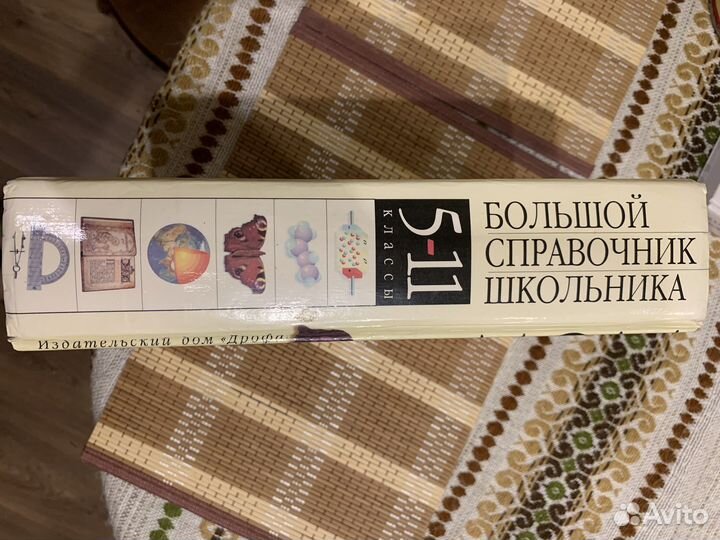 БОЛЬШОЙ
СПРАВОЧНИК
ШКОЛЬНИКА
5-11
классы
Издательский дом «Дрофа
Avito